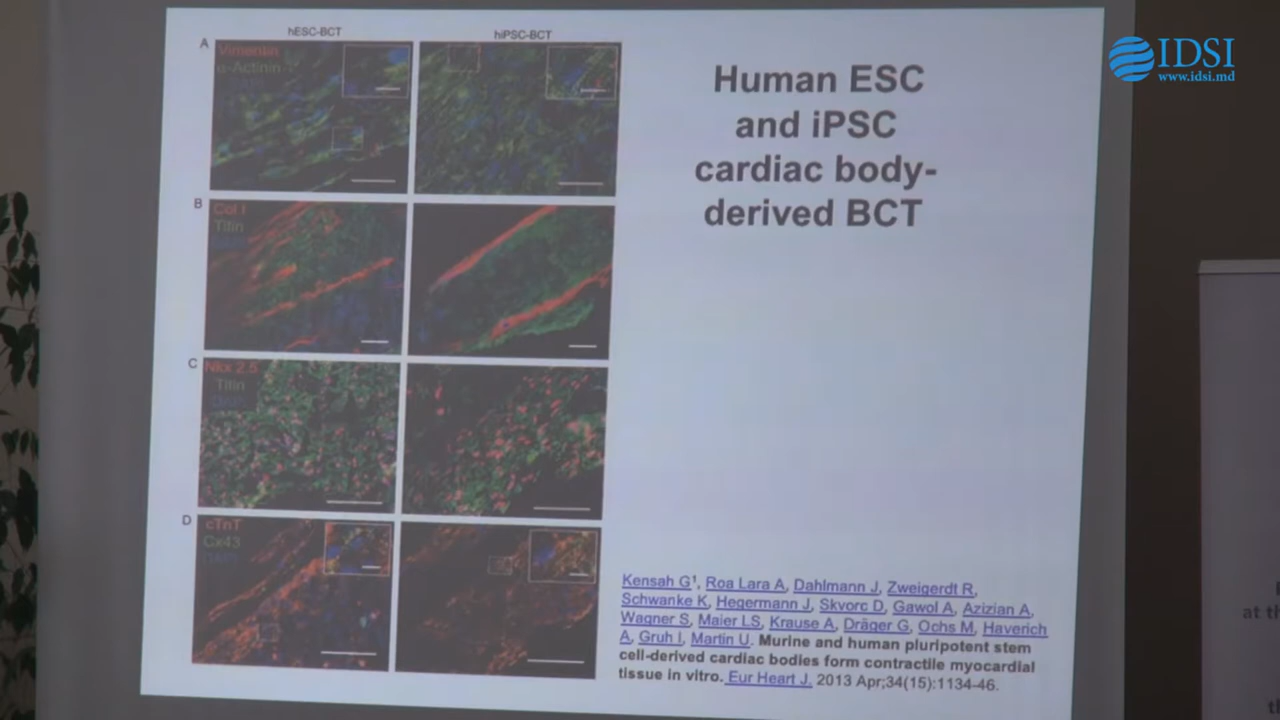 IDSI
www.idsi.md
hESC-BCT
hiPSC-BCT
Human ESC
and iPSC
cardiac body-
derived BCT
A
Vimentin
α-Actinin
B
Col I
Titin
C
Nkx 2.5
Titin
D
cTnT
Cx43
Kensah G¹, Roa Lara A, Dahlmann J, Zweigerdt R,
Schwanke K, Hegermann J, Skvorc D, Gawol A, Azizian A,
Wagner S, Maier LS, Krause A, Dräger G, Ochs M, Haverich
A, Gruh I, Martin U. Murine and human pluripotent stem
cell-derived cardiac bodies form contractile myocardial
tissue in vitro. Eur Heart J. 2013 Apr;34(15):1134-46.
at th